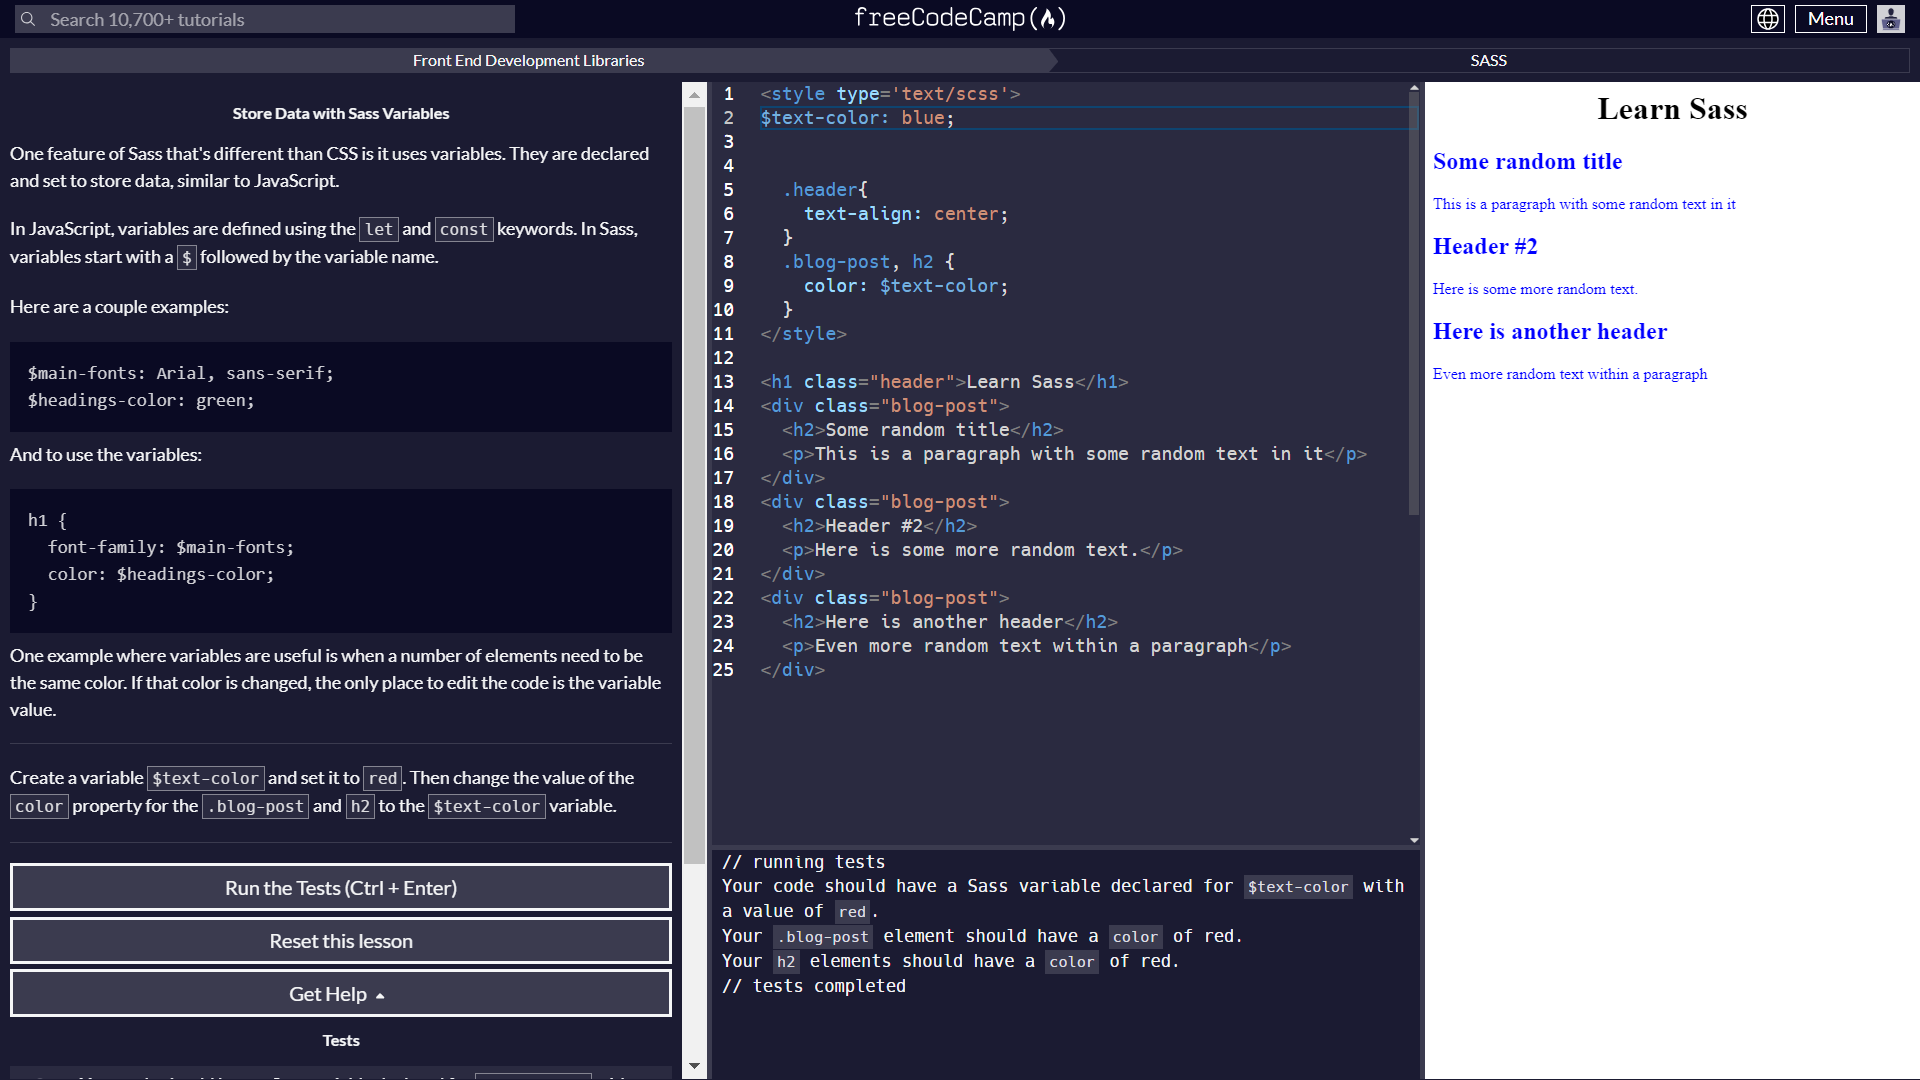 Search 10,700+ tutorials
freeCodeCamp
Menu
Front End Development Libraries
SASS
Store Data with Sass Variables
One feature of Sass that's different than CSS is it uses variables. They are declared
and set to store data, similar to JavaScript.
In JavaScript, variables are defined using the let and const keywords. In Sass,
variables start with a $ followed by the variable name.
Here are a couple examples:
$main-fonts: Arial, sans-serif;
$headings-color: green;
And to use the variables:
h1 {
font-family: $main-fonts;
color: $headings-color;
}
One example where variables are useful is when a number of elements need to be
the same color. If that color is changed, the only place to edit the code is the variable
value.
Create a variable $text-color and set it to red. Then change the value of the
color property for the .blog-post and h2 to the $text-color variable.
Run the Tests (Ctrl + Enter)
Reset this lesson
Get Help
Tests
1 <style type='text/scss'>
2 $text-color: blue;
3
4
5 .header{
6 text-align: center;
7 }
8 .blog-post, h2 {
9 color: $text-color;
10 }
11 </style>
12
13 <h1 class="header">Learn Sass</h1>
14 <div class="blog-post">
15 <h2>Some random title</h2>
16 <p>This is a paragraph with some random text in it</p>
17 </div>
18 <div class="blog-post">
19 <h2>Header #2</h2>
20 <p>Here is some more random text.</p>
21 </div>
22 <div class="blog-post">
23 <h2>Here is another header</h2>
24 <p>Even more random text within a paragraph</p>
25 </div>
// running tests
Your code should have a Sass variable declared for $text-color with
a value of red.
Your .blog-post element should have a color of red.
Your h2 elements should have a color of red.
// tests completed
Learn Sass
Some random title
This is a paragraph with some random text in it
Header #2
Here is some more random text.
Here is another header
Even more random text within a paragraph